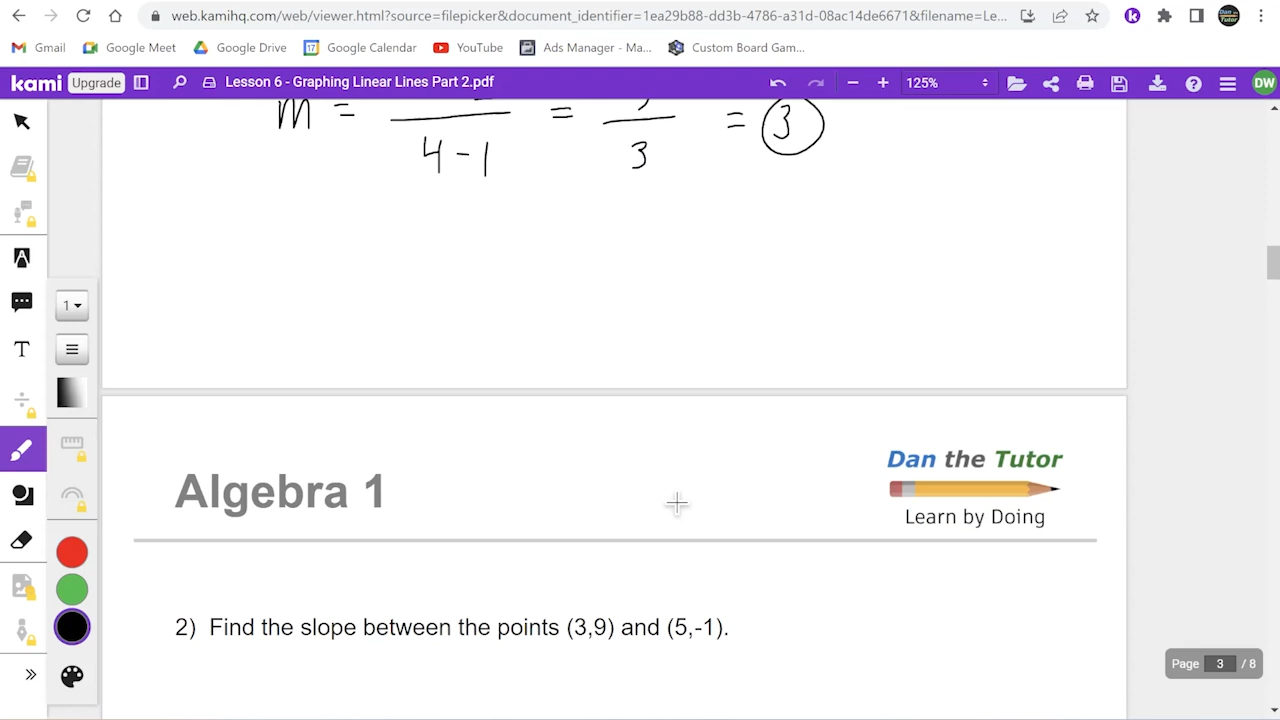 web.kamihq.com/web/viewer.html?source=filepicker&document_identifier=1ea29b88-dd3b-4786-a31d-08ac14de6671&filename=Le...
Gmail Google Meet Google Drive Google Calendar YouTube Ads Manager - Ma... Custom Board Gam...
kami Upgrade Lesson 6 - Graphing Linear Lines Part 2.pdf 125% DW
m = = = 3
4 - 1 3
1
Dan the Tutor
Algebra 1
Learn by Doing
2) Find the slope between the points (3,9) and (5,-1).
Page 3 / 8